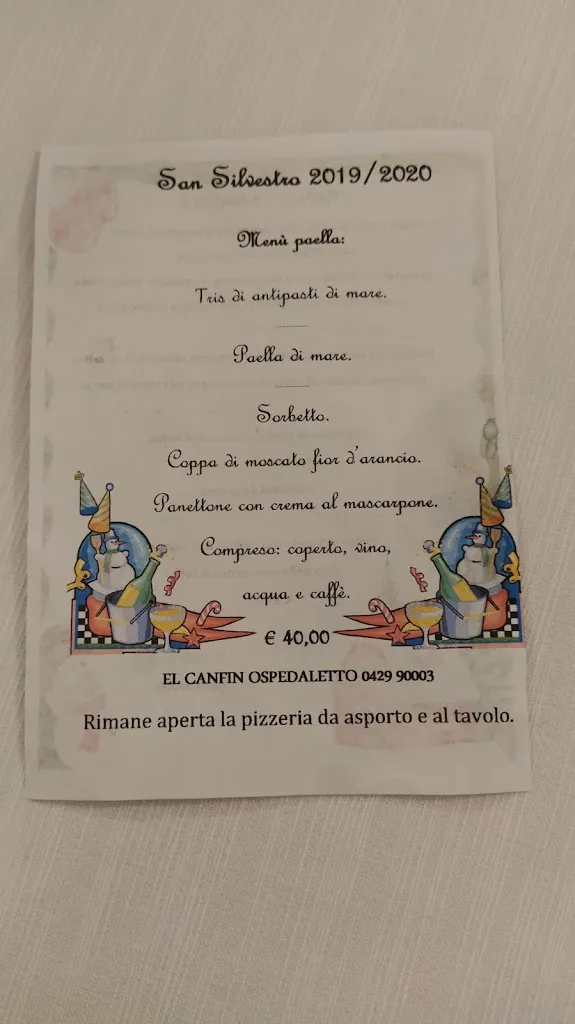 San Silvestro 2019/2020
Menù paella:
Tris di antipasti di mare.
Paella di mare.
Sorbetto.
Coppa di moscato fior d'arancio.
Panettone con crema al mascarpone.
Compreso: coperto, vino,
acqua e caffè.
€ 40,00
EL CANFIN OSPEDALETTO 0429 90003
Rimane aperta la pizzeria da asporto e al tavolo.